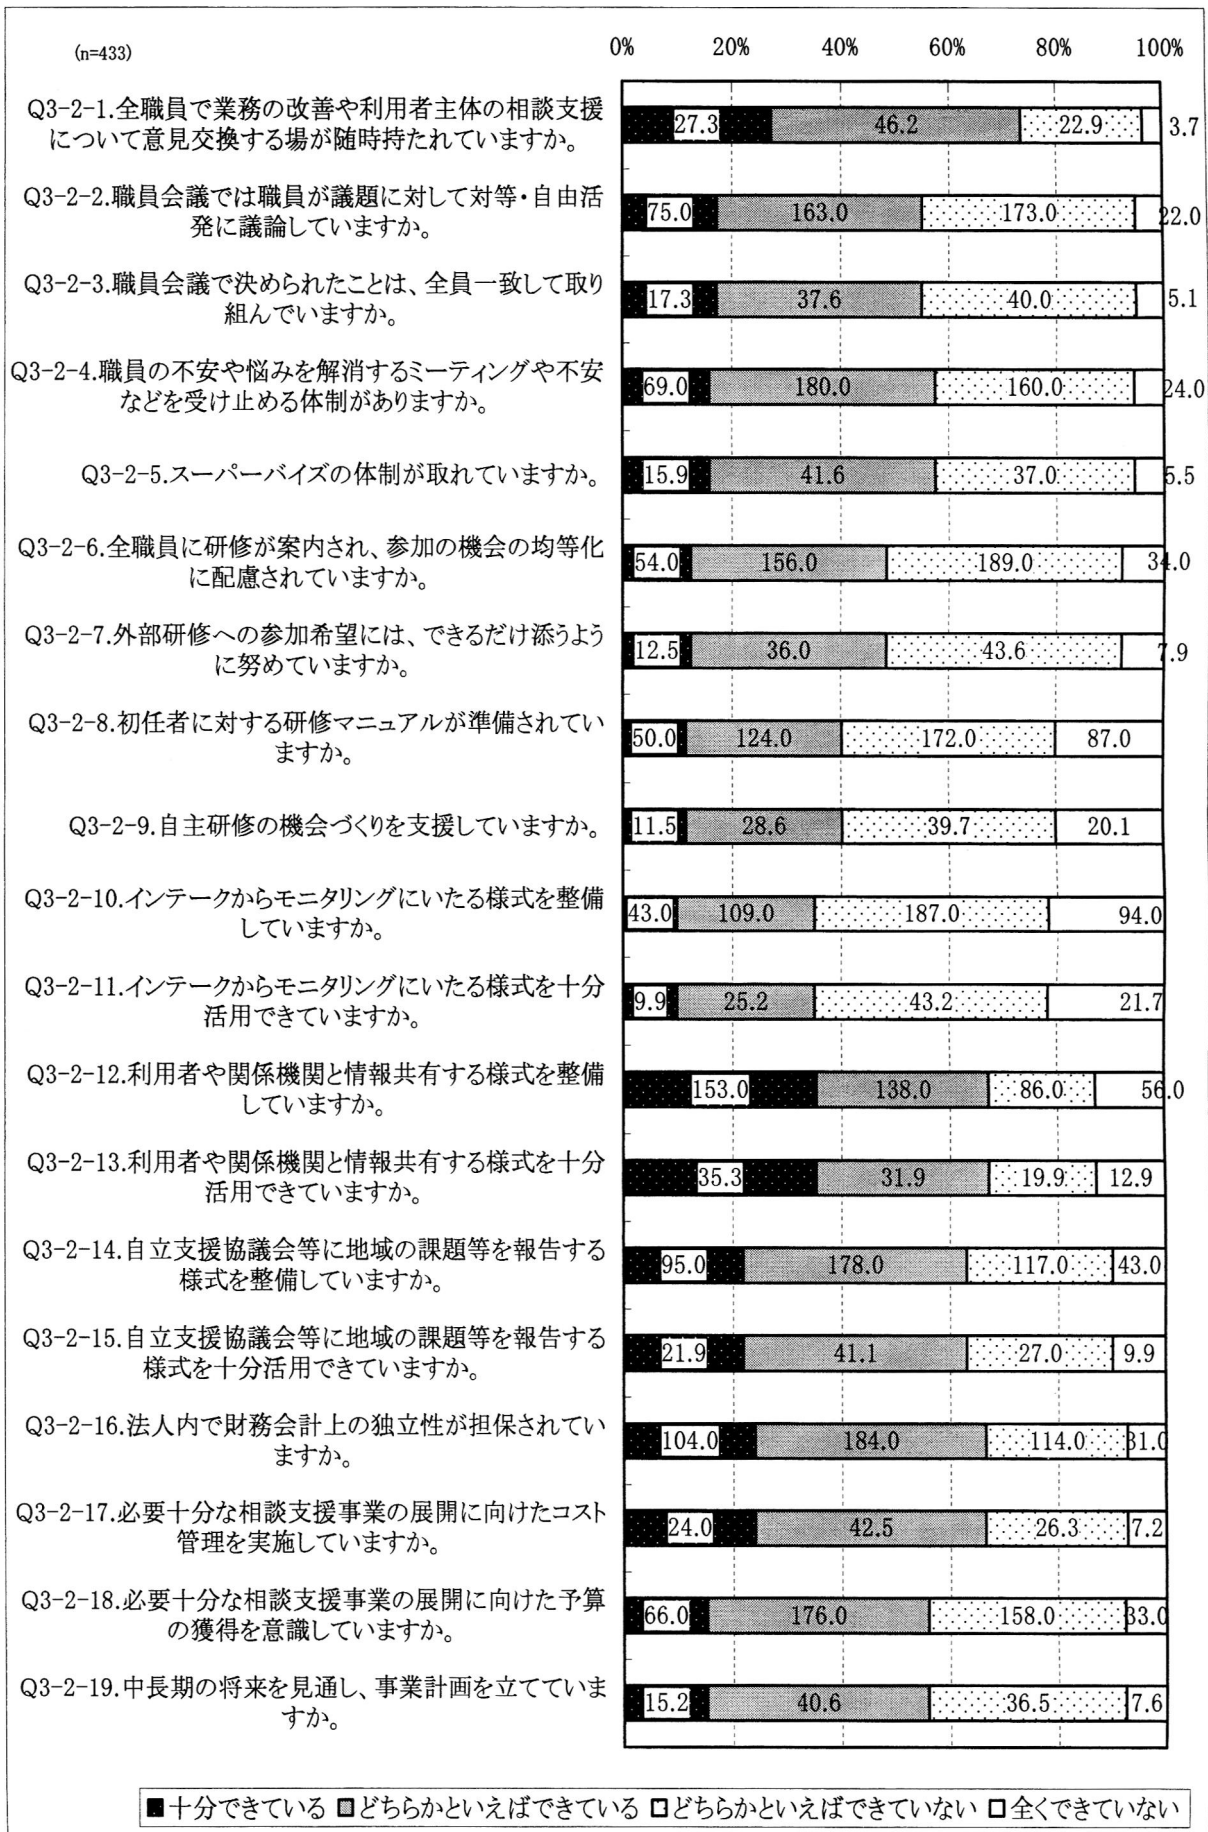 (n=433)
0% 20% 40% 60% 80% 100%
Q3-2-1.全職員で業務の改善や利用者主体の相談支援
について意見交換する場が随時持たれていますか。
27.3 46.2 22.9 3.7
Q3-2-2.職員会議では職員が議題に対して対等・自由活
発に議論していますか。
75.0 163.0 173.0 22.0
Q3-2-3.職員会議で決められたことは、全員一致して取り
組んでいますか。
17.3 37.6 40.0 5.1
Q3-2-4.職員の不安や悩みを解消するミーティングや不安
などを受け止める体制がありますか。
69.0 180.0 160.0 24.0
Q3-2-5.スーパーバイズの体制が取れていますか。
15.9 41.6 37.0 5.5
Q3-2-6.全職員に研修が案内され、参加の機会の均等化
に配慮されていますか。
54.0 156.0 189.0 34.0
Q3-2-7.外部研修への参加希望には、できるだけ添うよう
に努めていますか。
12.5 36.0 43.6 7.9
Q3-2-8.初任者に対する研修マニュアルが準備されてい
ますか。
50.0 124.0 172.0 87.0
Q3-2-9.自主研修の機会づくりを支援していますか。
11.5 28.6 39.7 20.1
Q3-2-10.インテークからモニタリングにいたる様式を整備
していますか。
43.0 109.0 187.0 94.0
Q3-2-11.インテークからモニタリングにいたる様式を十分
活用できていますか。
9.9 25.2 43.2 21.7
Q3-2-12.利用者や関係機関と情報共有する様式を整備
していますか。
153.0 138.0 86.0 56.0
Q3-2-13.利用者や関係機関と情報共有する様式を十分
活用できていますか。
35.3 31.9 19.9 12.9
Q3-2-14.自立支援協議会等に地域の課題等を報告する
様式を整備していますか。
95.0 178.0 117.0 43.0
Q3-2-15.自立支援協議会等に地域の課題等を報告する
様式を十分活用できていますか。
21.9 41.1 27.0 9.9
Q3-2-16.法人内で財務会計上の独立性が担保されてい
ますか。
104.0 184.0 114.0 31.0
Q3-2-17.必要十分な相談支援事業の展開に向けたコスト
管理を実施していますか。
24.0 42.5 26.3 7.2
Q3-2-18.必要十分な相談支援事業の展開に向けた予算
の獲得を意識していますか。
66.0 176.0 158.0 33.0
Q3-2-19.中長期の将来を見通し、事業計画を立てていま
すか。
15.2 40.6 36.5 7.6
十分できている どちらかといえばできている どちらかといえばできていない 全くできていない